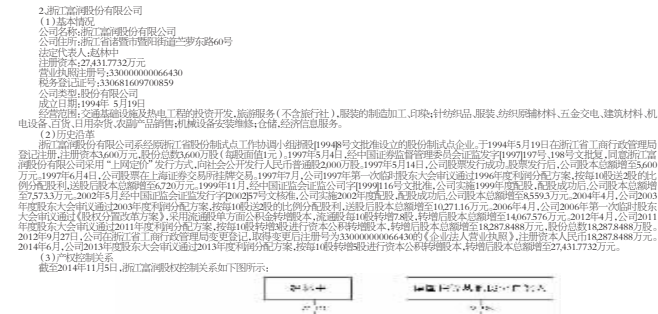 2.浙江富润股份有限公司
(1)基本情况
公司名称:浙江富润股份有限公司
公司住所:浙江省诸暨市暨阳街道苎萝东路60号
法定代表人:赵林中
注册资本:27,431.7732万元
营业执照注册号:330000000066430
税务登记证号:330681609700859
公司类型:股份有限公司
成立日期:1994年 5月19日
经营范围:交通基础设施及热电工程的投资开发,旅游服务(不含旅行社),服装的制造加工,印染;针纺织品、服装、纺织原辅材料、五金交电、建筑材料、机
电设备、百货、日用杂货、农副产品销售;机械设备安装维修;仓储,经济信息服务。
(2)历史沿革
浙江富润股份有限公司系经原浙江省股份制试点工作协调小组浙股[1994]8号文批准设立的股份制试点企业。于1994年5月19日在浙江省工商行政管理局
登记注册,注册资本3,600万元,股份总数3,600万股(每股面值1元)。1997年5月4日,经中国证券监督管理委员会证监发字[1997]197号、198号文批复,同意浙江富
润股份有限公司采用"上网定价"发行方式,向社会公开发行人民币普通股2,000万股。1997年5月14日,公司股票发行成功,股票发行后,公司股本总额增至5,600
万元。1997年6月4日,公司股票在上海证券交易所挂牌交易。1997年7月,公司1997年第一次临时股东大会审议通过1996年度利润分配方案,按每10股送2股的比
例分配股利,送股后股本总额增至6,720万元。1999年11月,经中国证监会证监公司字[1999]116号文批准,公司实施1999年度配股,配股成功后,公司股本总额增
至7,573.3万元。2002年5月,经中国证监会证监发行字[2002]57号文核准,公司实施2002年度配股,配股成功后,公司股本总额增至8,559.3万元。2004年4月,公司2003
年度股东大会审议通过2003年度利润分配方案,按每10股送2股的比例分配股利,送股后股本总额增至10,271.16万元。2006年4月,公司2006年第一次临时股东
大会审议通过《股权分置改革方案》,采用流通股单方面公积金转增股本,流通股每10股转增7.8股,转增后股本总额增至14,067.576万元。2012年4月,公司2011
年度股东大会审议通过2011年度利润分配方案,按每10股转增3股进行资本公积转增股本,转增后股本总额增至18,287.8488万元,股份总数18,287.8488万股。
2012年9月27日,公司在浙江省工商行政管理局变更登记,取得变更后注册号为330000000066430的《企业法人营业执照》,注册资本人民币18,287.8488万元。
2014年6月,公司2013年度股东大会审议通过2013年度利润分配方案,按每10股转增5股进行资本公积转增股本,转增后股本总额增至27,431.7732万元。
(3)产权控制关系
截至2014年11月5日,浙江富润股权控制关系如下图所示: